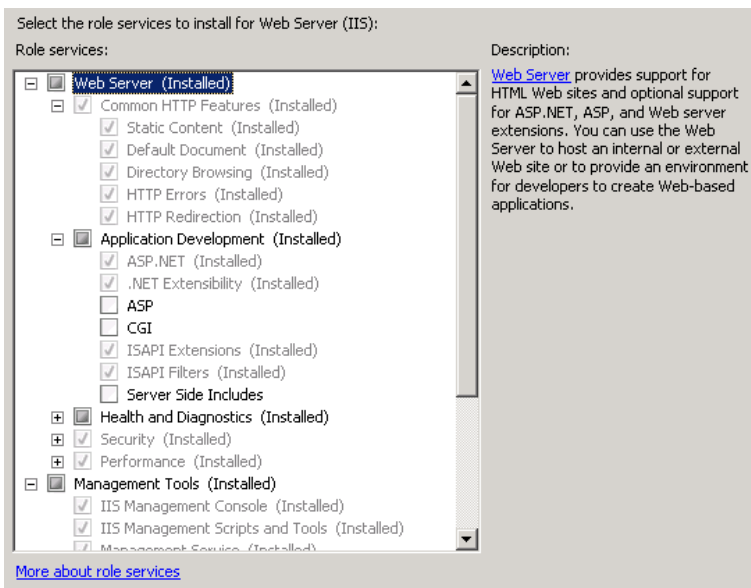 Select the role services to install for Web Server (IIS):
Role services:
Web Server (Installed)
Common HTTP Features (Installed)
Static Content (Installed)
Default Document (Installed)
Directory Browsing (Installed)
HTTP Errors (Installed)
HTTP Redirection (Installed)
Application Development (Installed)
ASP.NET (Installed)
.NET Extensibility (Installed)
ASP
CGI
ISAPI Extensions (Installed)
ISAPI Filters (Installed)
Server Side Includes
Health and Diagnostics (Installed)
Security (Installed)
Performance (Installed)
Management Tools (Installed)
IIS Management Console (Installed)
IIS Management Scripts and Tools (Installed)
Management Service (Installed)
More about role services
Description:
Web Server provides support for
HTML Web sites and optional support
for ASP.NET, ASP, and Web server
extensions. You can use the Web
Server to host an internal or external
Web site or to provide an environment
for developers to create Web-based
applications.